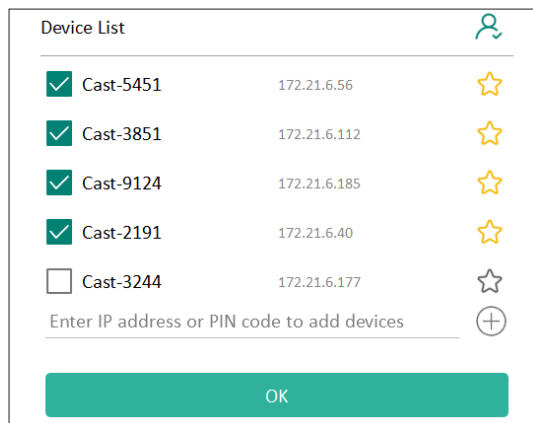 Device List
Cast-5451 172.21.6.56
Cast-3851 172.21.6.112
Cast-9124 172.21.6.185
Cast-2191 172.21.6.40
Cast-3244 172.21.6.177
Enter IP address or PIN code to add devices
OK